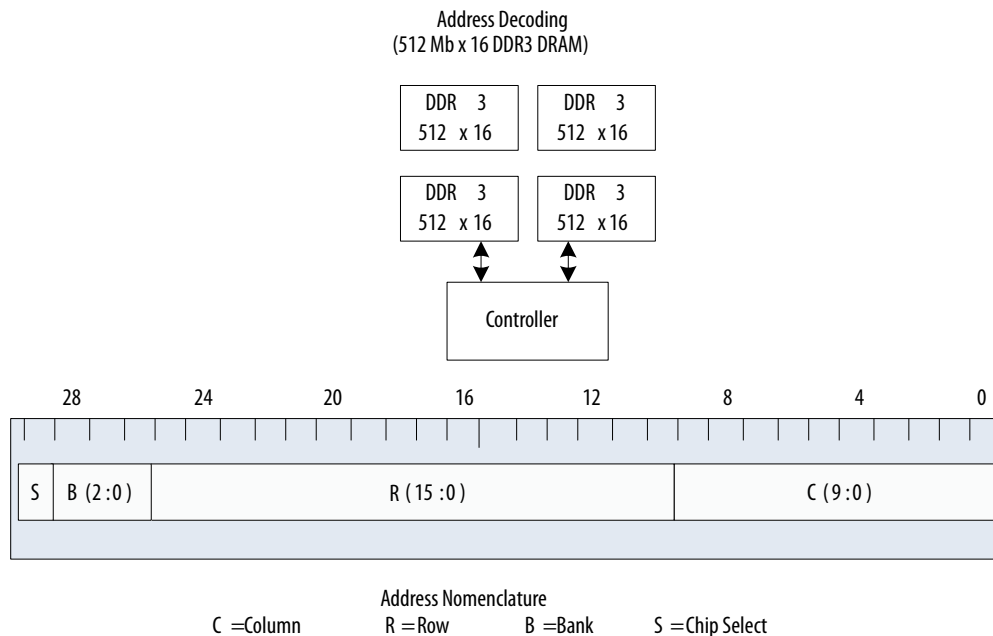 Address Decoding
(512 Mb x 16 DDR3 DRAM)
DDR 3
512 x 16
DDR 3
512 x 16
DDR 3
512 x 16
DDR 3
512 x 16
Controller
28 24 20 16 12 8 4 0
S B (2:0) R (15:0) C (9:0)
Address Nomenclature
C =Column R =Row B =Bank S =Chip Select